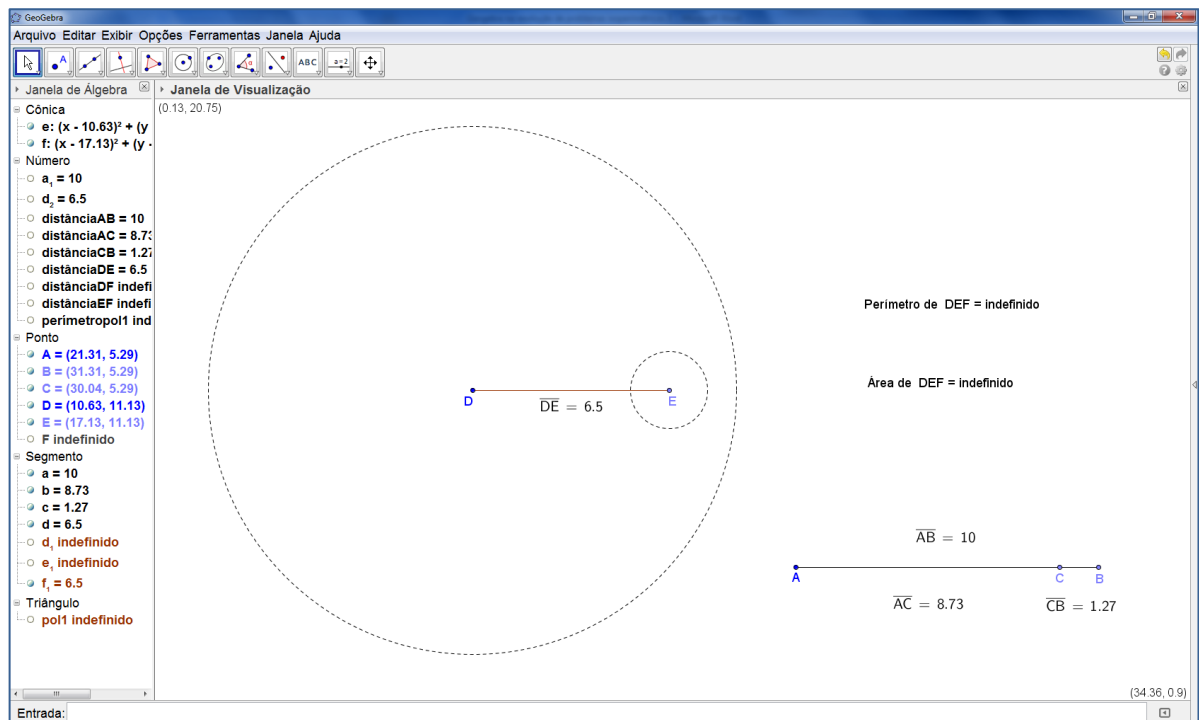 GeoGebra
Arquivo Editar Exibir Opções Ferramentas Janela Ajuda
A
α
ABC
a=2
Janela de Álgebra
Cônica
e: (x - 10.63)² + (y
f: (x - 17.13)² + (y -
Número
a₁ = 10
d₂ = 6.5
distânciaAB = 10
distânciaAC = 8.73
distânciaCB = 1.27
distânciaDE = 6.5
distânciaDF indefi
distânciaEF indefi
perímetropol1 ind
Ponto
A = (21.31, 5.29)
B = (31.31, 5.29)
C = (30.04, 5.29)
D = (10.63, 11.13)
E = (17.13, 11.13)
F indefinido
Segmento
a = 10
b = 8.73
c = 1.27
d = 6.5
d₁ indefinido
e₁ indefinido
f₁ = 6.5
Triângulo
pol1 indefinido
Janela de Visualização
(0.13, 20.75)
Perímetro de DEF = indefinido
Área de DEF = indefinido
D
E
DE = 6.5
AB = 10
A
C
B
AC = 8.73
CB = 1.27
(34.36, 0.9)
Entrada: